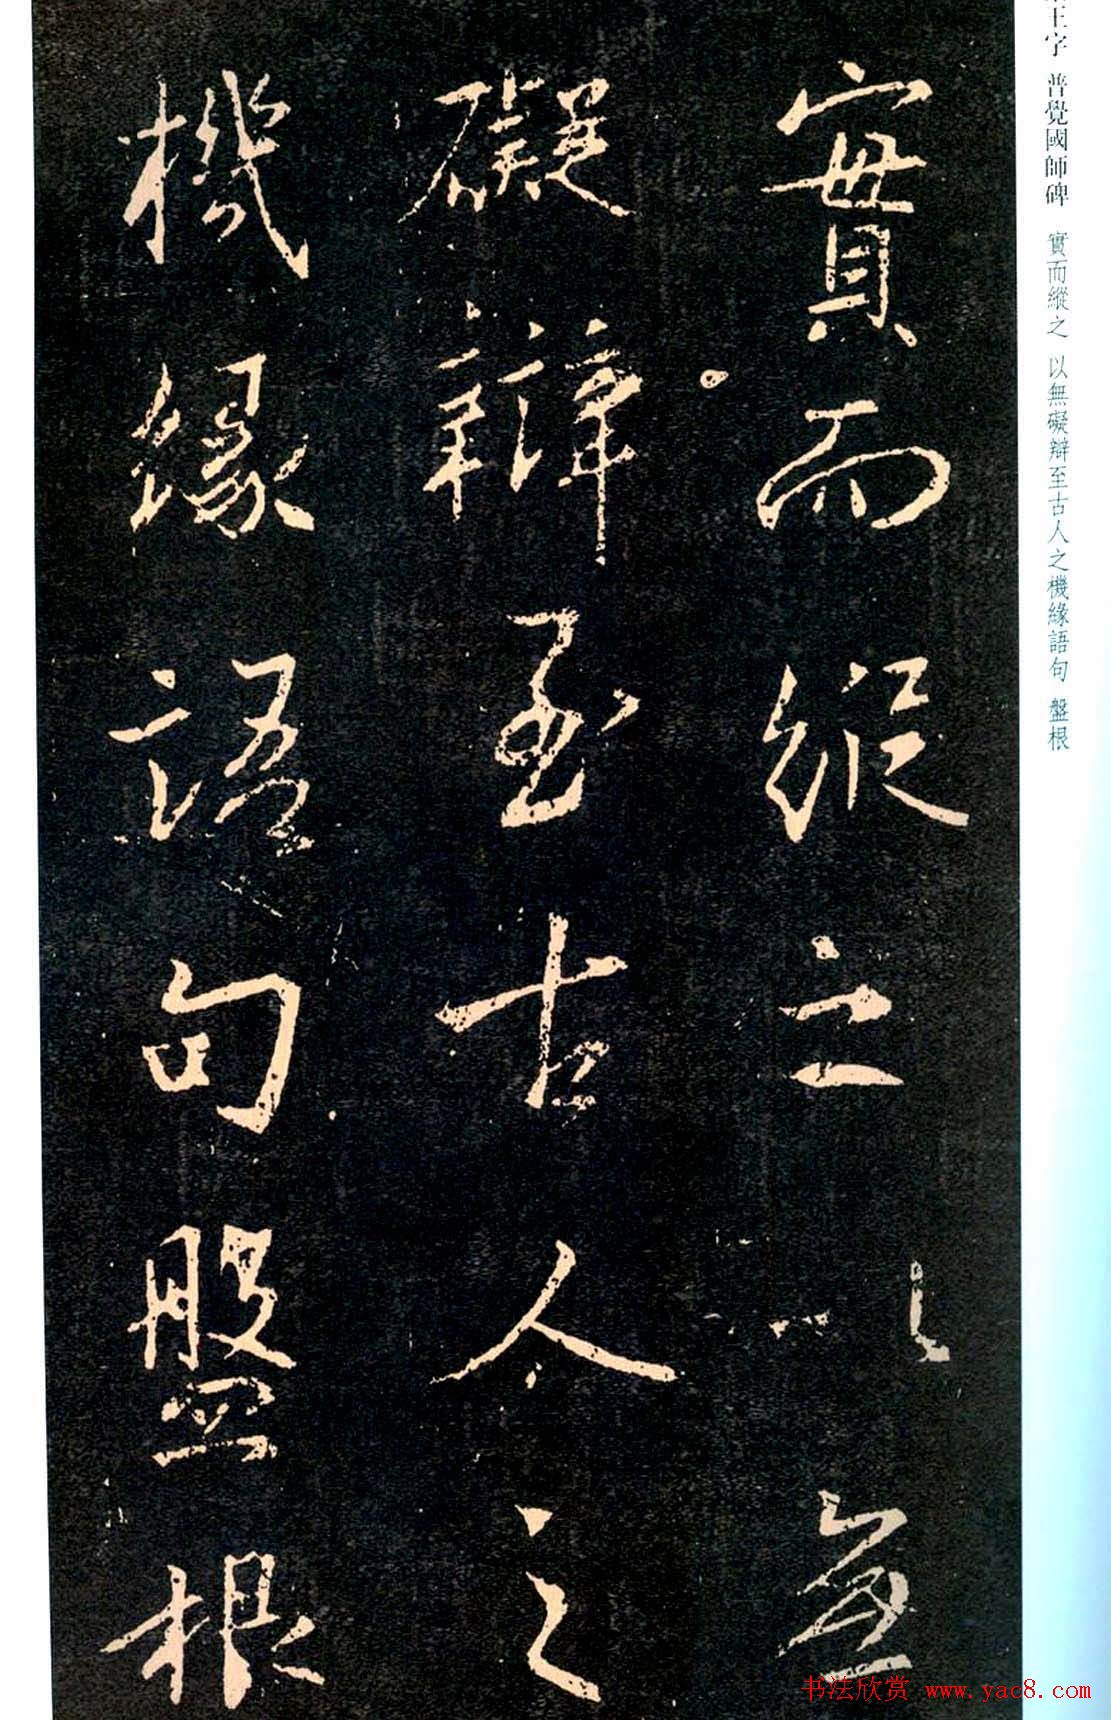 實而縱之以無
礙辯至古人之
機緣語句盤根
王字 普覺國師碑 實而縱之 以無礙辯至古人之機緣語句 盤根
书法欣赏 www.yac8.com